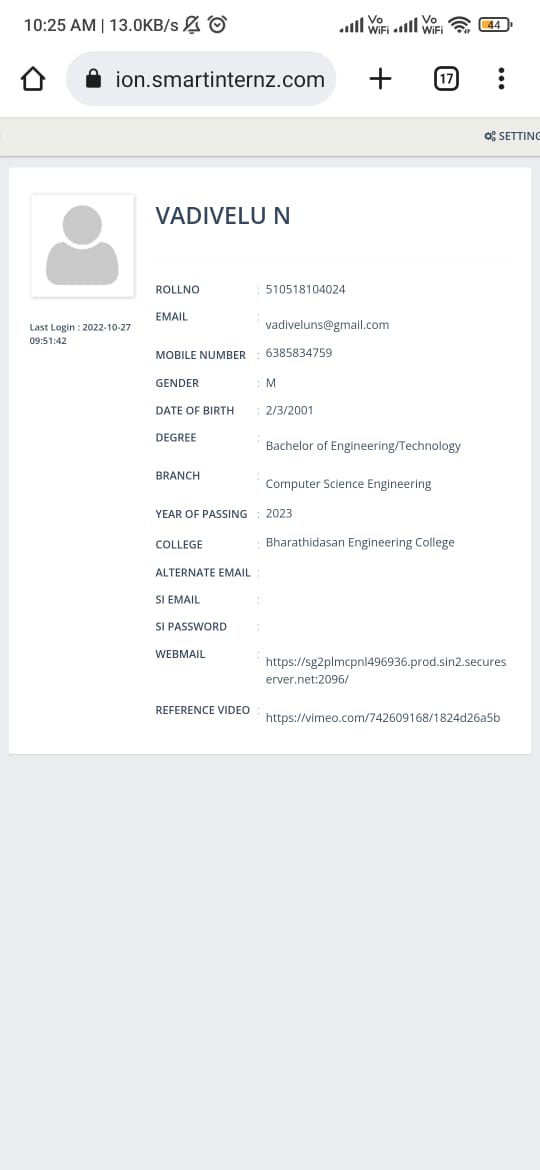 10:25 AM | 13.0KB/s Vo WiFi Vo WiFi 44
ion.smartinternz.com 17
SETTING
VADIVELU N
Last Login : 2022-10-27
09:51:42
ROLLNO : 510518104024
EMAIL : vadiveluns@gmail.com
MOBILE NUMBER : 6385834759
GENDER : M
DATE OF BIRTH : 2/3/2001
DEGREE : Bachelor of Engineering/Technology
BRANCH : Computer Science Engineering
YEAR OF PASSING : 2023
COLLEGE : Bharathidasan Engineering College
ALTERNATE EMAIL :
SI EMAIL :
SI PASSWORD :
WEBMAIL : https://sg2plmcpnl496936.prod.sin2.secures
erver.net:2096/
REFERENCE VIDEO : https://vimeo.com/742609168/1824d26a5b